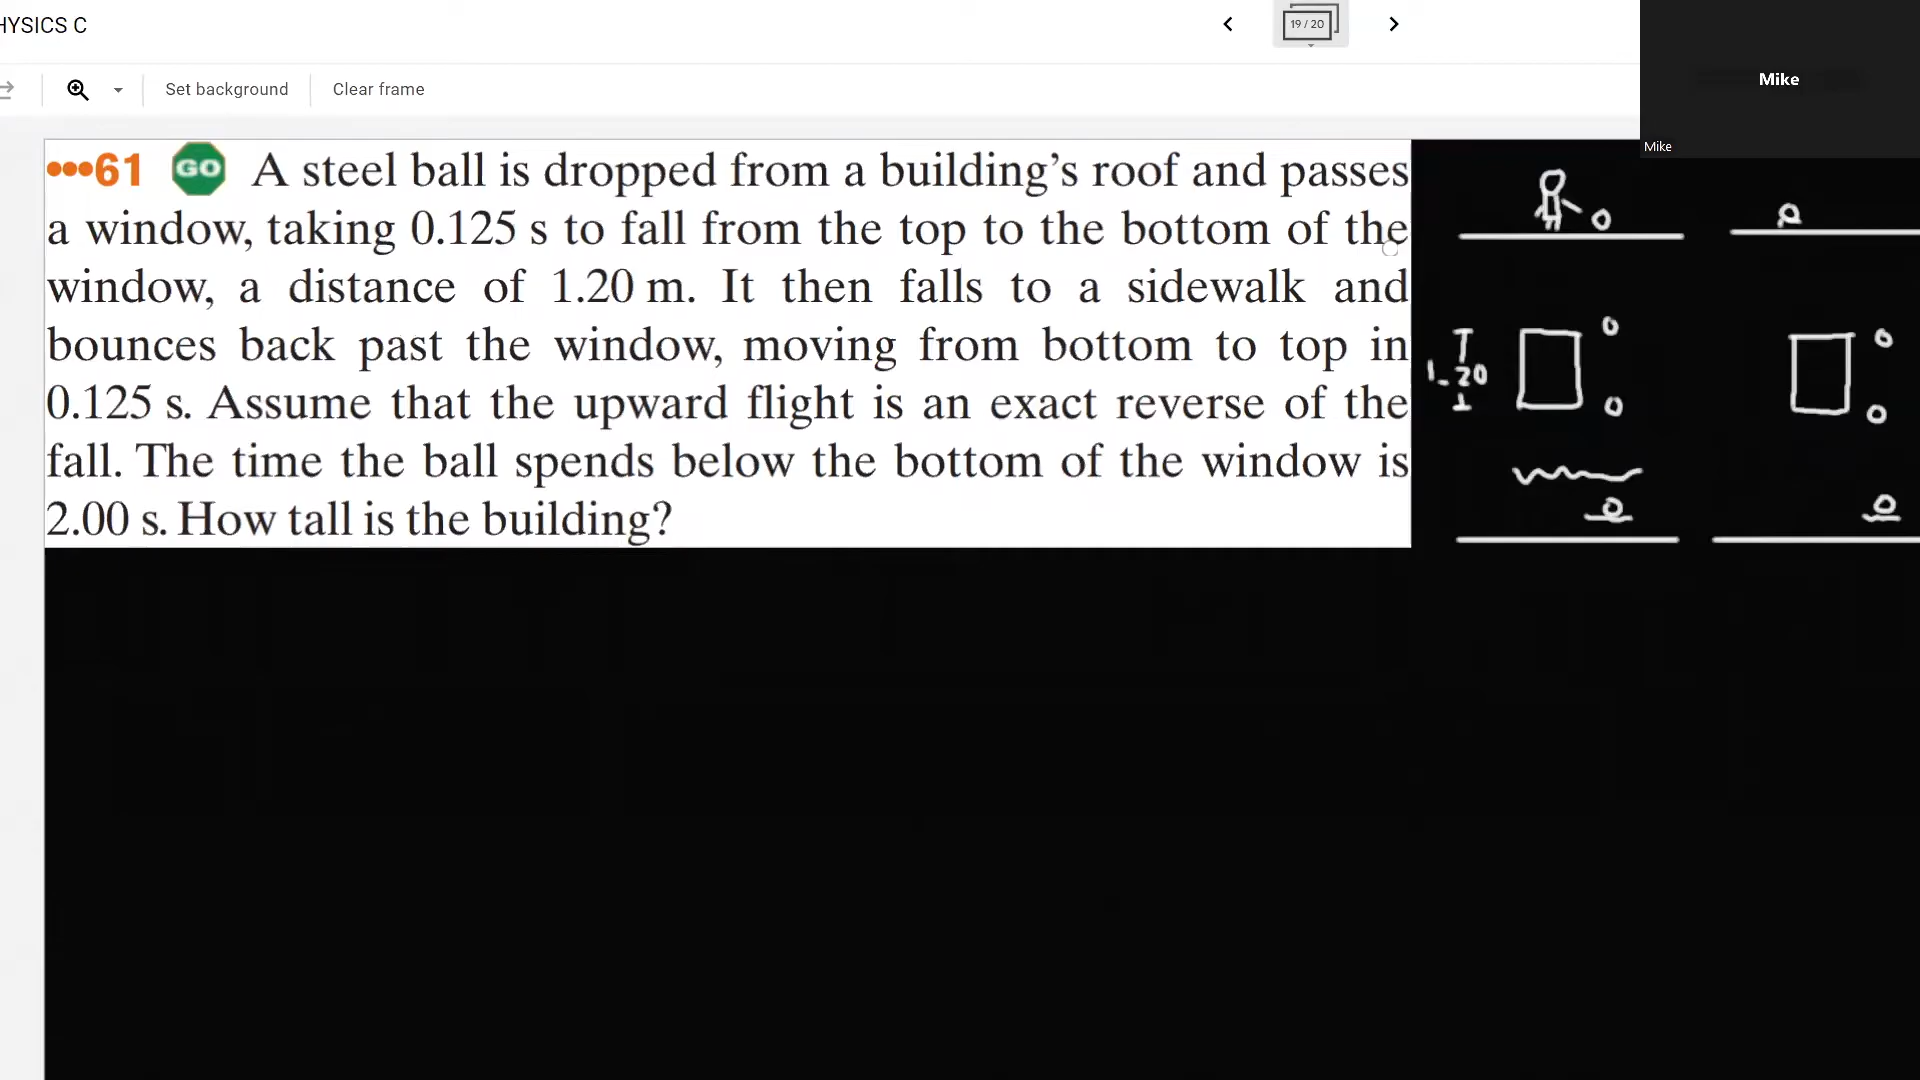 HYSICS C
19 / 20
Set background
Clear frame
Mike
Mike
•••61 GO A steel ball is dropped from a building’s roof and passes
a window, taking 0.125 s to fall from the top to the bottom of the
window, a distance of 1.20 m. It then falls to a sidewalk and
bounces back past the window, moving from bottom to top in
0.125 s. Assume that the upward flight is an exact reverse of the
fall. The time the ball spends below the bottom of the window is
2.00 s. How tall is the building?
1.20